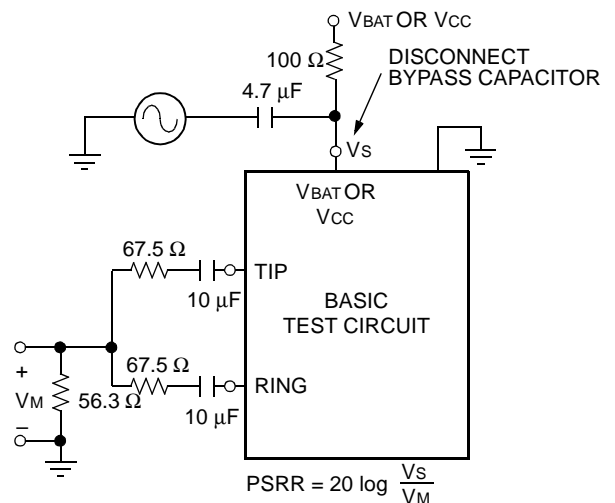 VBAT OR VCC
100 Ω
DISCONNECT
BYPASS CAPACITOR
4.7 μF
VS
VBAT OR
VCC
67.5 Ω
TIP
10 μF
BASIC
TEST CIRCUIT
67.5 Ω
RING
10 μF
+
VM
56.3 Ω
–
PSRR = 20 log VS
VM